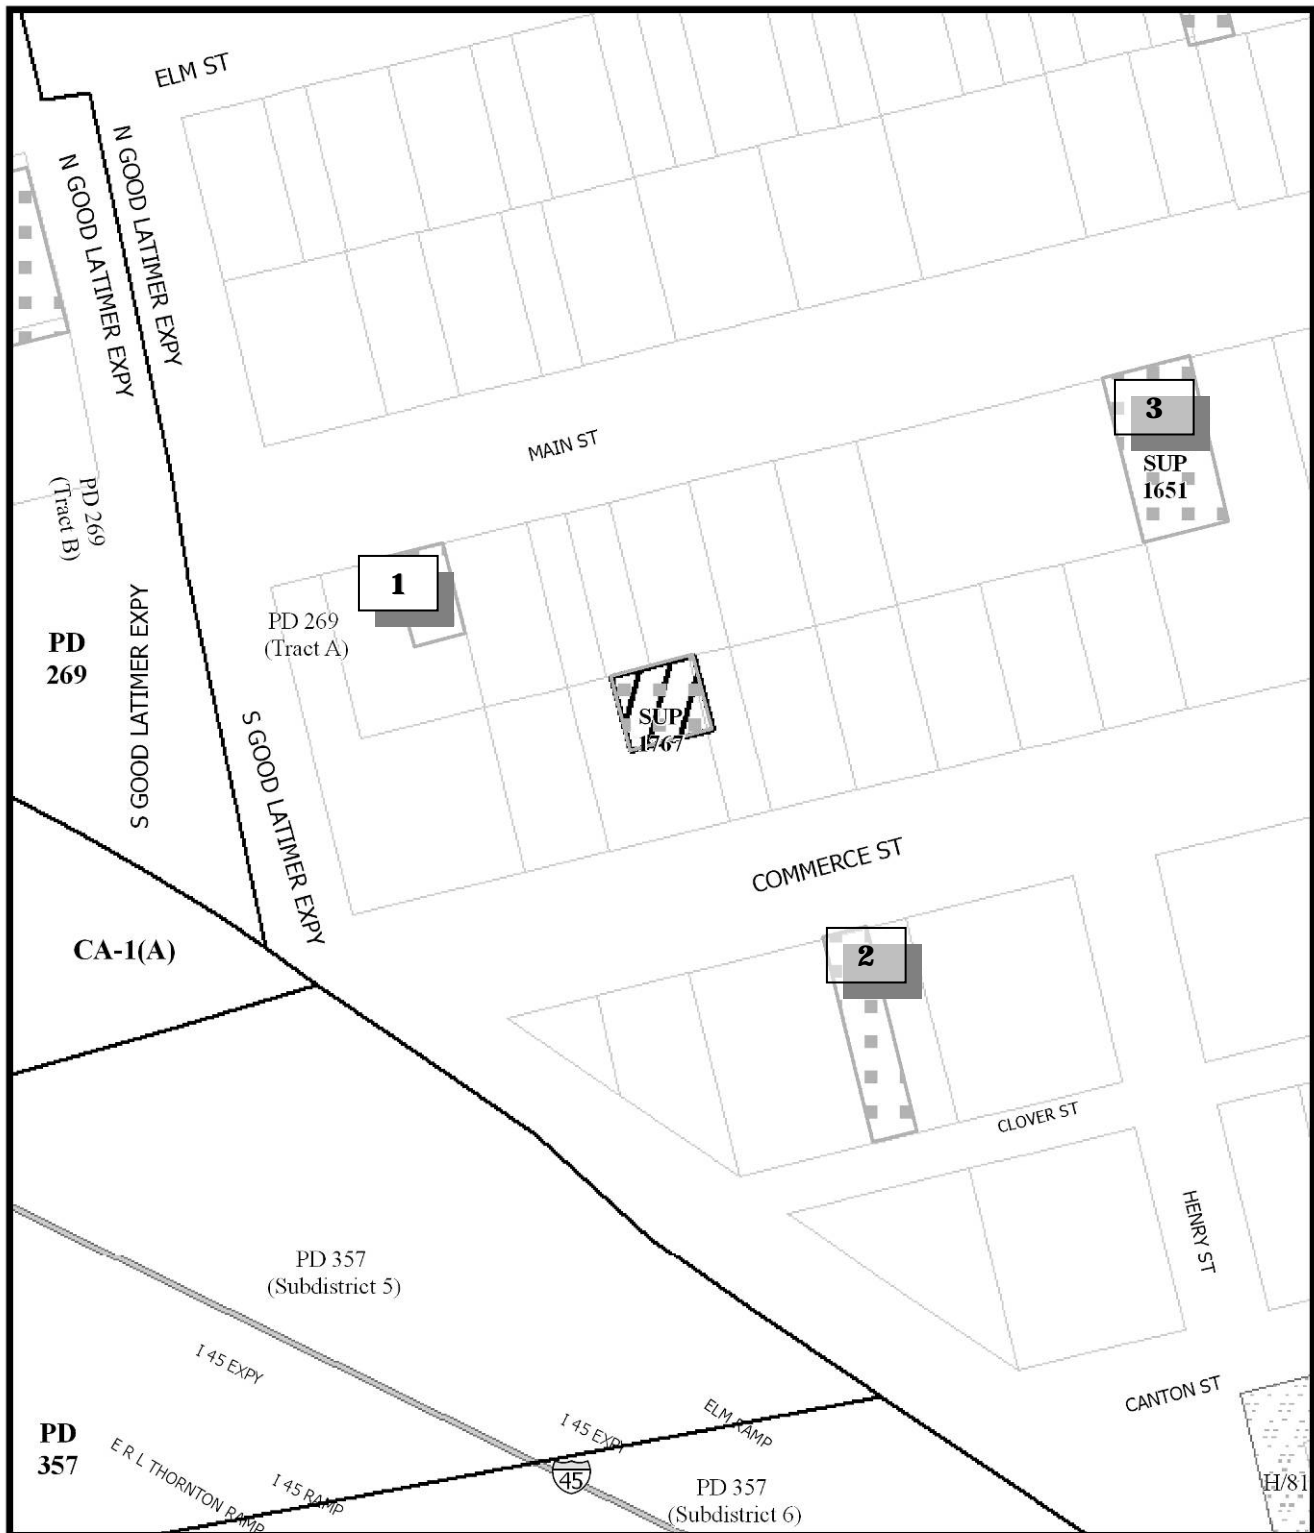 ELM ST
N GOOD LATIMER EXPY
N GOOD LATIMER EXPY
MAIN ST
3
SUP
1651
PD 269
(Tract B)
1
PD 269
(Tract A)
PD
269
S GOOD LATIMER EXPY
SUP
1767
S GOOD LATIMER EXPY
COMMERCE ST
CA-1(A)
2
CLOVER ST
HENRY ST
PD 357
(Subdistrict 5)
I 45 EXPY
CANTON ST
ELM RAMP
I 45 EXPY
PD
357
E R L THORNTON RAMP
I 45 RAMP
45
PD 357
(Subdistrict 6)
H/81